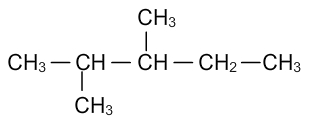 CH₃
CH₃ — CH — CH — CH₂ — CH₃
CH₃